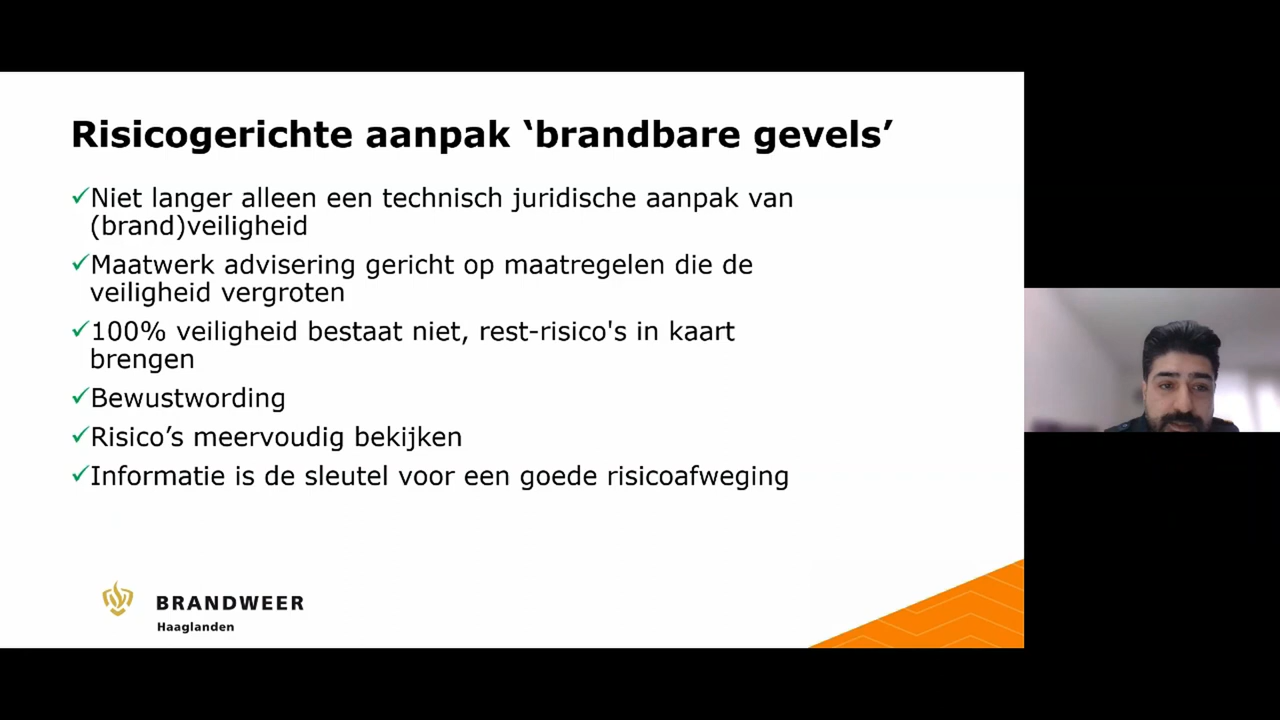 Risicogerichte aanpak ‘brandbare gevels’
✓Niet langer alleen een technisch juridische aanpak van
(brand)veiligheid
✓Maatwerk advisering gericht op maatregelen die de
veiligheid vergroten
✓100% veiligheid bestaat niet, rest-risico's in kaart
brengen
✓Bewustwording
✓Risico’s meervoudig bekijken
✓Informatie is de sleutel voor een goede risicoafweging
BRANDWEER
Haaglanden